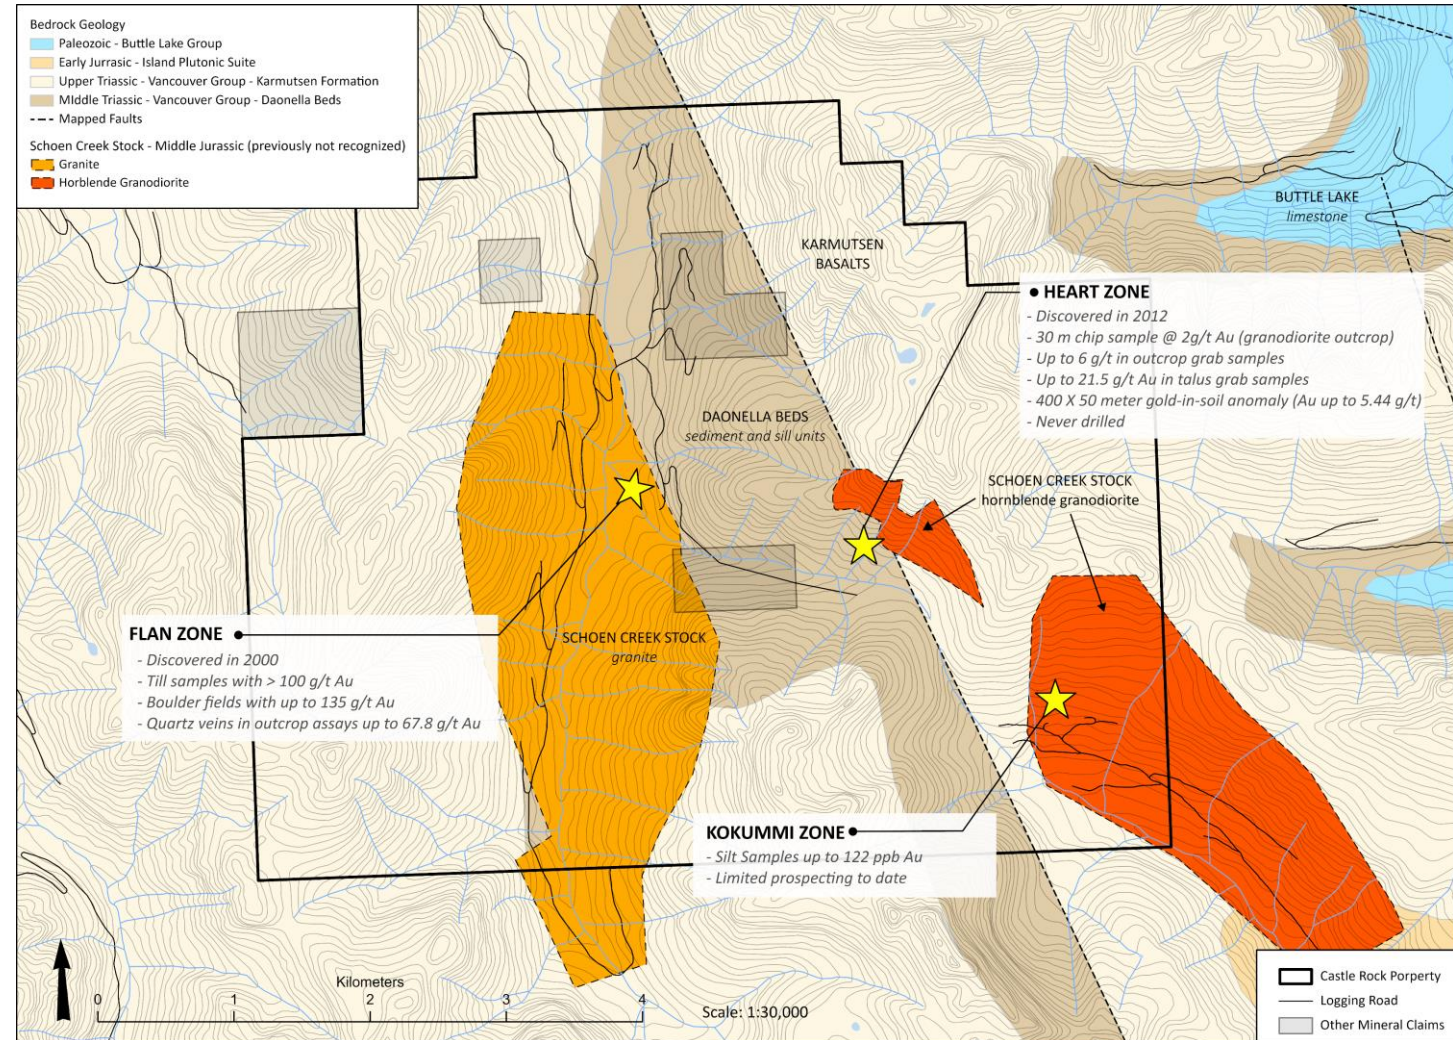 Bedrock Geology
Paleozoic - Buttle Lake Group
Early Jurrasic - Island Plutonic Suite
Upper Triassic - Vancouver Group - Karmutsen Formation
MIddle Triassic - Vancouver Group - Daonella Beds
Mapped Faults
Schoen Creek Stock - Middle Jurassic (previously not recognized)
Granite
Horblende Granodiorite
BUTTLE LAKE
limestone
KARMUTSEN
BASALTS
HEART ZONE
- Discovered in 2012
- 30 m chip sample @ 2g/t Au (granodiorite outcrop)
- Up to 6 g/t in outcrop grab samples
- Up to 21.5 g/t Au in talus grab samples
- 400 X 50 meter gold-in-soil anomaly (Au up to 5.44 g/t)
- Never drilled
DAONELLA BEDS
sediment and sill units
SCHOEN CREEK STOCK
hornblende granodiorite
FLAN ZONE
- Discovered in 2000
- Till samples with > 100 g/t Au
- Boulder fields with up to 135 g/t Au
- Quartz veins in outcrop assays up to 67.8 g/t Au
SCHOEN CREEK STOCK
granite
KOKUMMI ZONE
- Silt Samples up to 122 ppb Au
- Limited prospecting to date
Kilometers
0 1 2 3 4
Scale: 1:30,000
Castle Rock Porperty
Logging Road
Other Mineral Claims